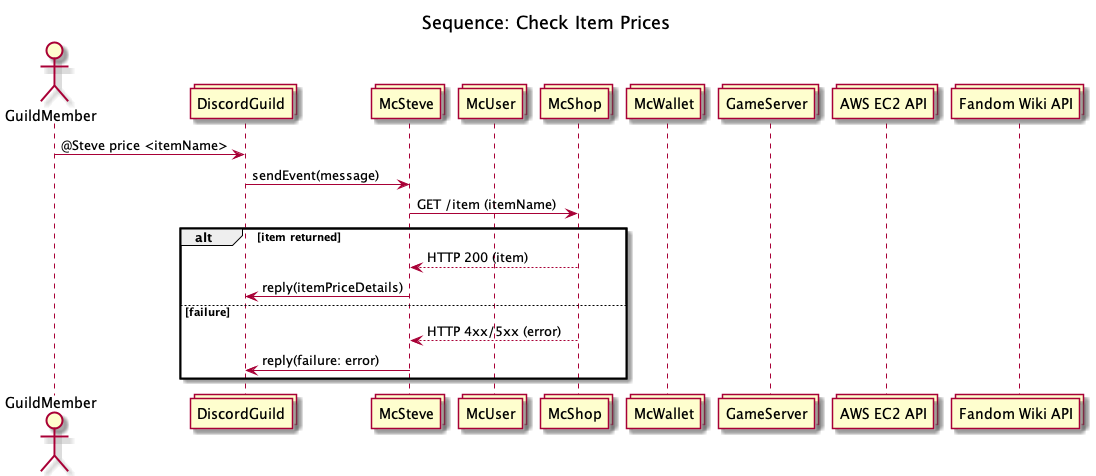 Sequence: Check Item Prices
GuildMember
DiscordGuild
McSteve
McUser
McShop
McWallet
GameServer
AWS EC2 API
Fandom Wiki API
@Steve price <itemName>
sendEvent(message)
GET /item (itemName)
alt
[item returned]
HTTP 200 (item)
reply(itemPriceDetails)
[failure]
HTTP 4xx/5xx (error)
reply(failure: error)
GuildMember
DiscordGuild
McSteve
McUser
McShop
McWallet
GameServer
AWS EC2 API
Fandom Wiki API